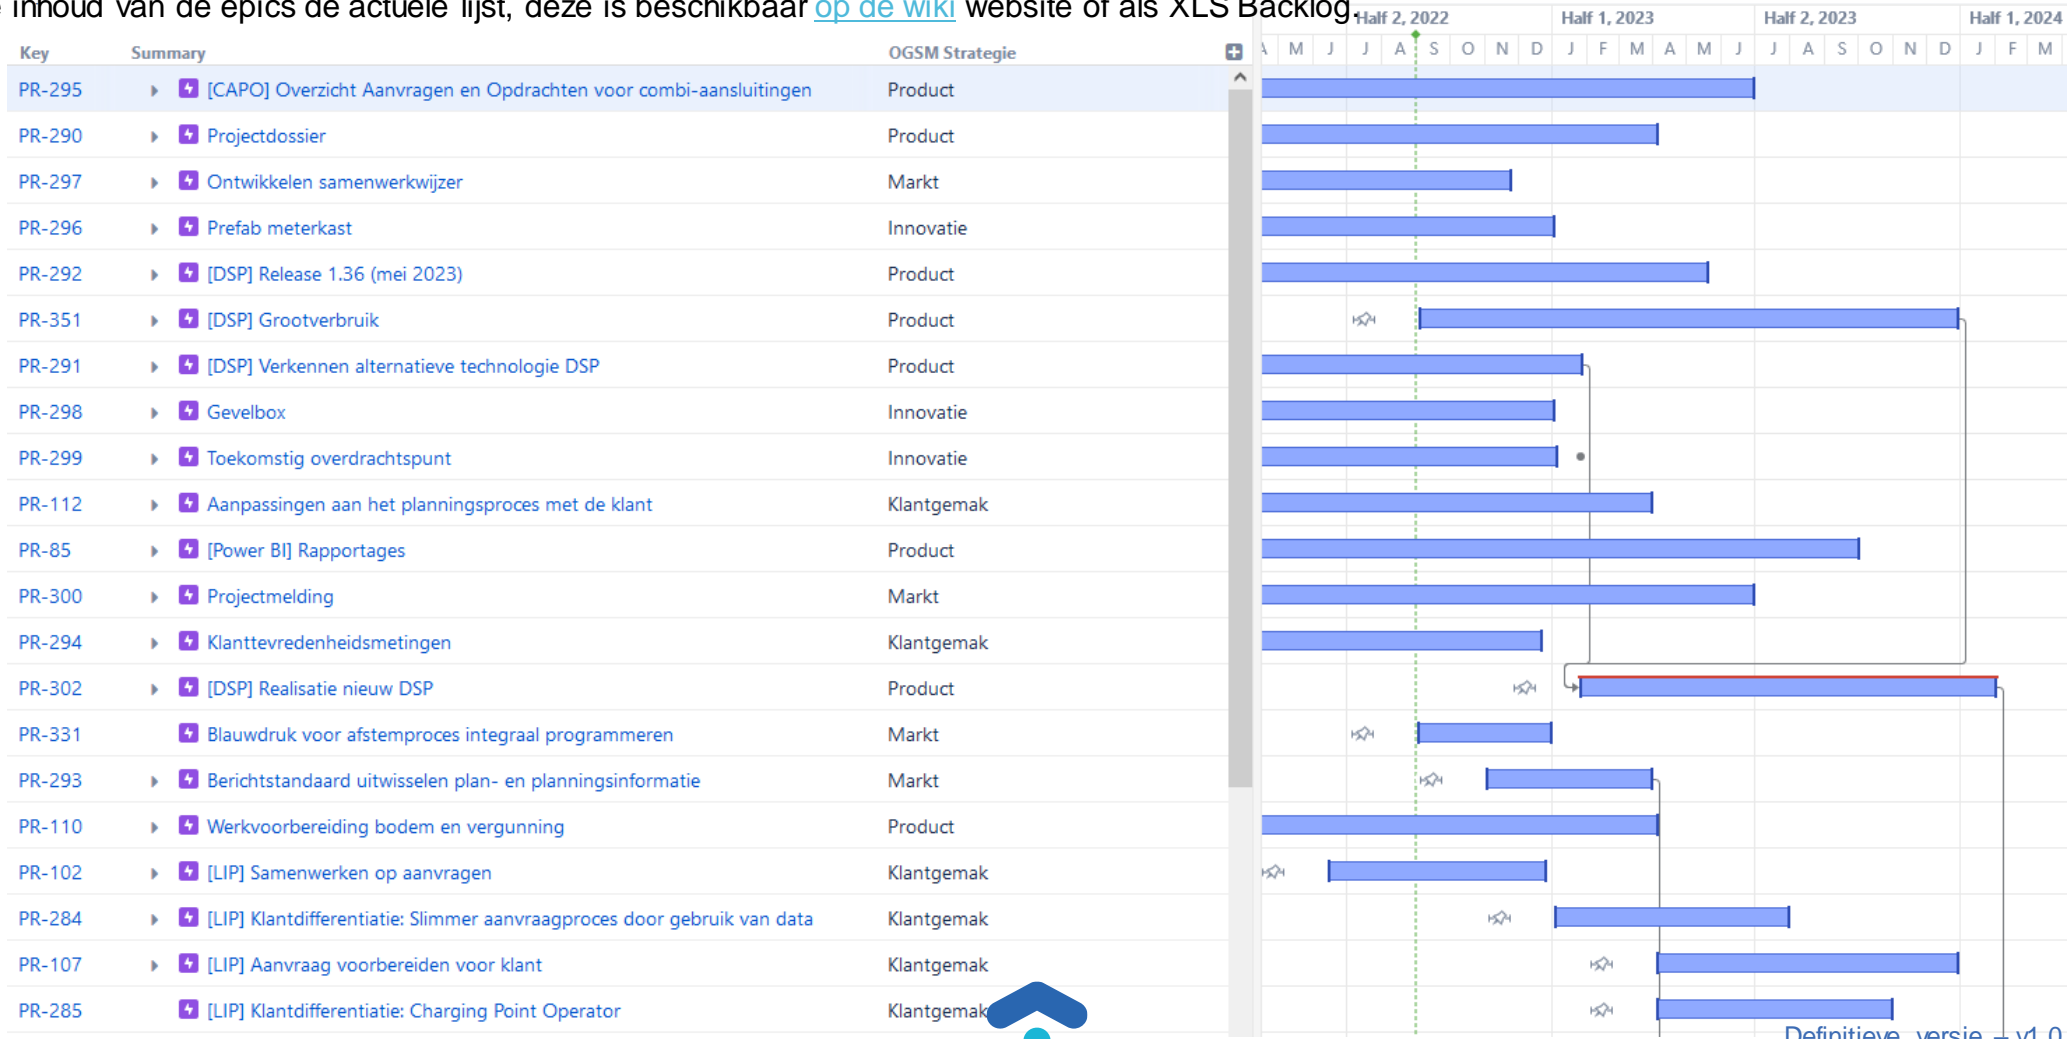 inhoud van de epics de actuele lijst, deze is beschikbaar op de wiki website of als XLS Backlog.
Half 2, 2022 Half 1, 2023 Half 2, 2023 Half 1, 2024
Key Summary OGSM Strategie A M J J A S O N D J F M A M J J A S O N D J F M
PR-295 [CAPO] Overzicht Aanvragen en Opdrachten voor combi-aansluitingen Product
PR-290 Projectdossier Product
PR-297 Ontwikkelen samenwerkwijzer Markt
PR-296 Prefab meterkast Innovatie
PR-292 [DSP] Release 1.36 (mei 2023) Product
PR-351 [DSP] Grootverbruik Product
PR-291 [DSP] Verkennen alternatieve technologie DSP Product
PR-298 Gevelbox Innovatie
PR-299 Toekomstig overdrachtspunt Innovatie
PR-112 Aanpassingen aan het planningsproces met de klant Klantgemak
PR-85 [Power BI] Rapportages Product
PR-300 Projectmelding Markt
PR-294 Klanttevredenheidsmetingen Klantgemak
PR-302 [DSP] Realisatie nieuw DSP Product
PR-331 Blauwdruk voor afstemproces integraal programmeren Markt
PR-293 Berichtstandaard uitwisselen plan- en planningsinformatie Markt
PR-110 Werkvoorbereiding bodem en vergunning Product
PR-102 [LIP] Samenwerken op aanvragen Klantgemak
PR-284 [LIP] Klantdifferentiatie: Slimmer aanvraagproces door gebruik van data Klantgemak
PR-107 [LIP] Aanvraag voorbereiden voor klant Klantgemak
PR-285 [LIP] Klantdifferentiatie: Charging Point Operator Klantgemak
Definitieve versie – v1.0